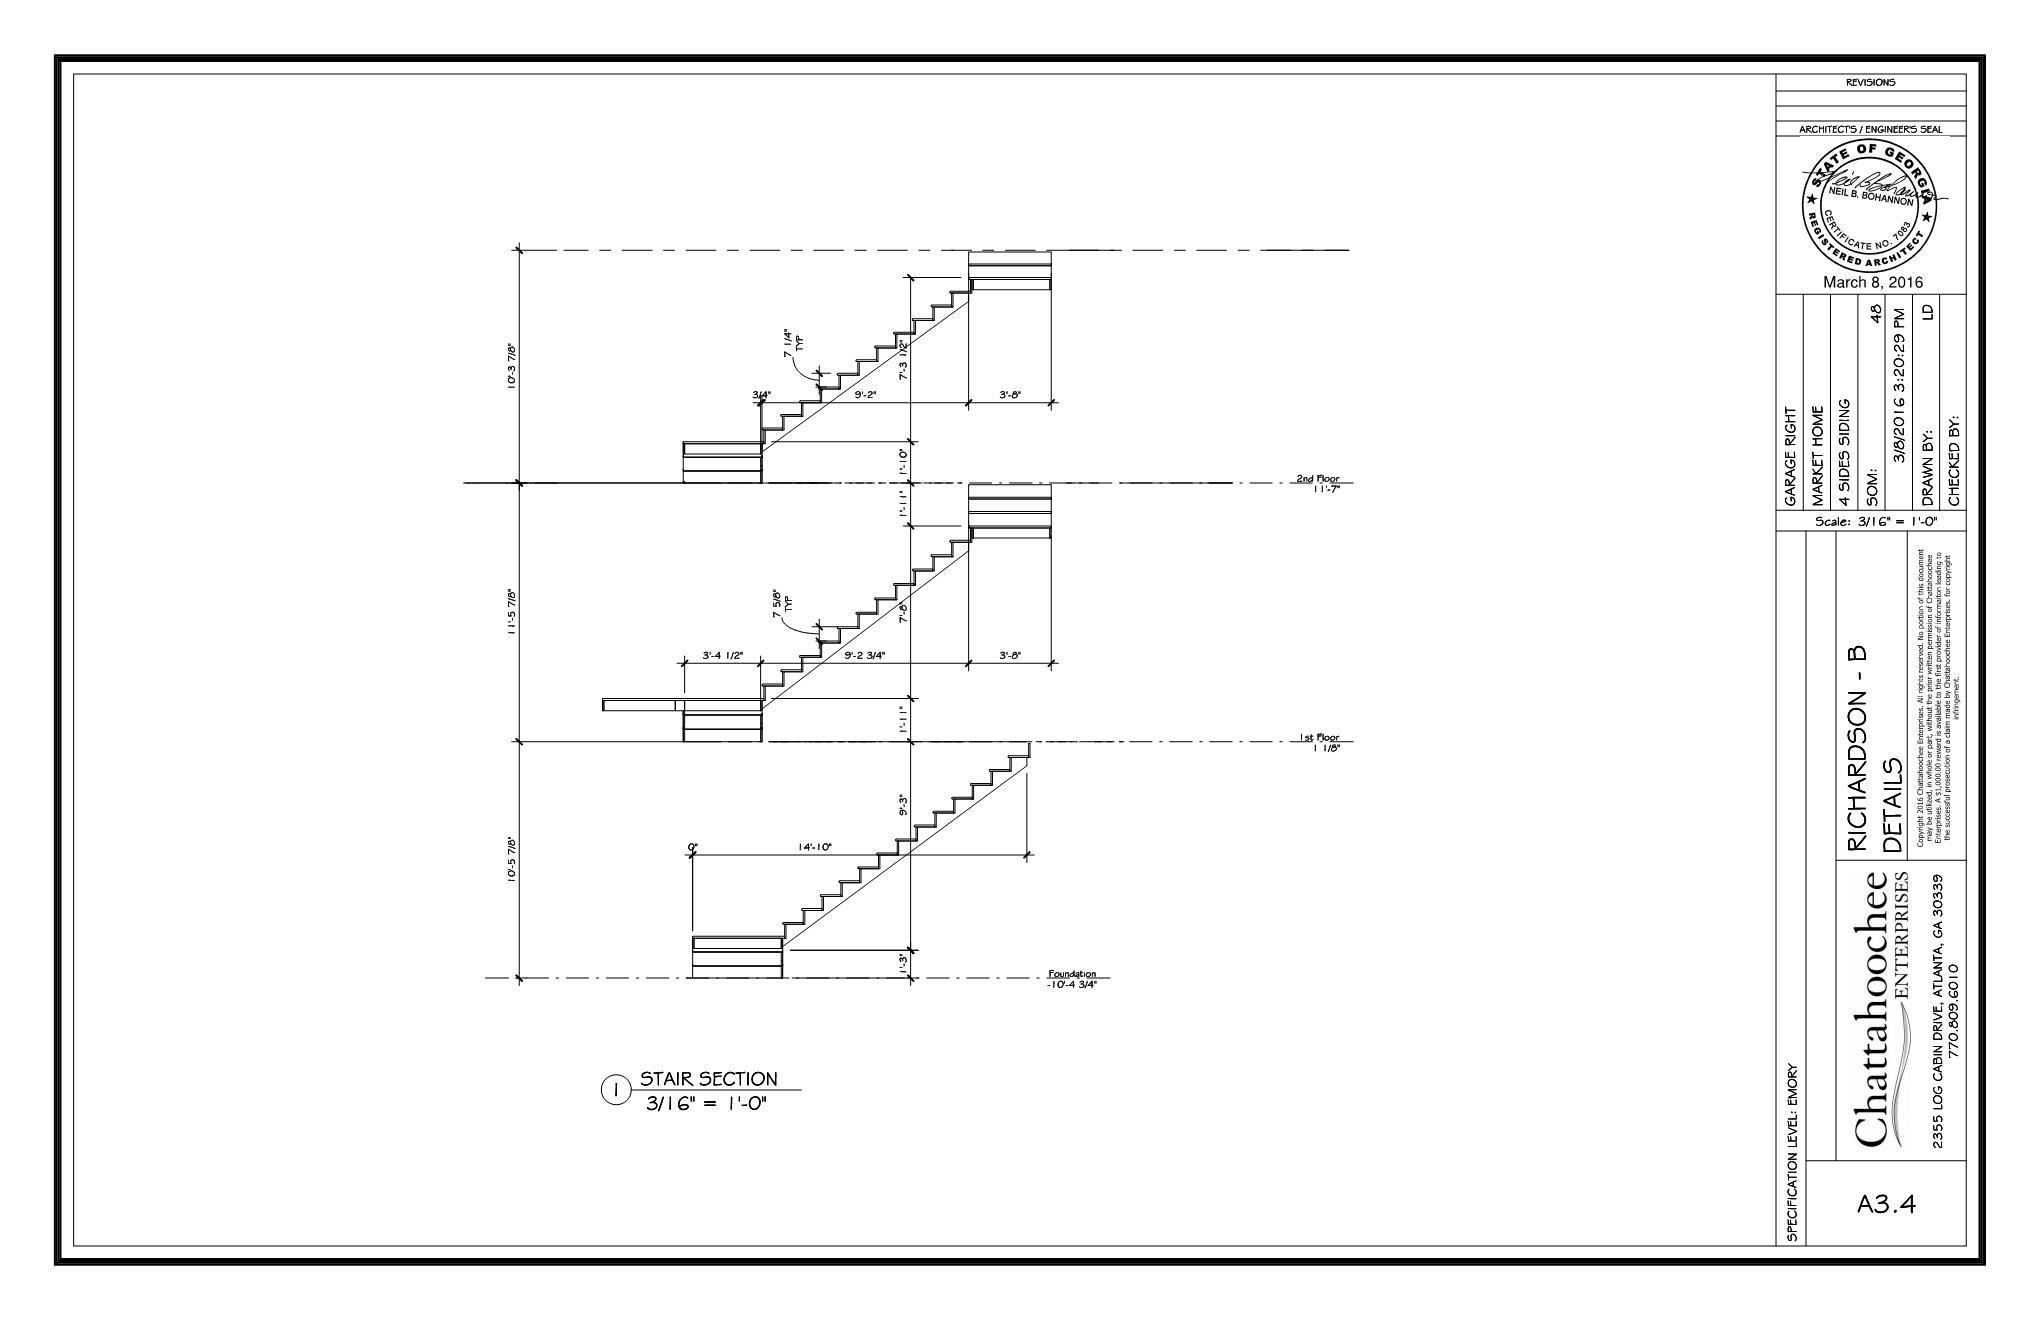 10'-3 7/8"
7 1/4"
TYP
7'-3 1/2"
3/4"
9'-2"
3'-8"
1'-10"
2nd Floor
11'-7"
1'-11"
11'-5 7/8"
7 5/8"
TYP
7'-8"
3'-4 1/2"
9'-2 3/4"
3'-8"
1'-11"
1st Floor
1 1/8"
10'-5 7/8"
9'-3"
0"
14'-10"
1'-3"
Foundation
-10'-4 3/4"
1
STAIR SECTION
3/16" = 1'-0"
REVISIONS
ARCHITECT'S / ENGINEER'S SEAL
STATE OF GEORGIA
NEIL B. BOHANNON
CERTIFICATE NO. 7083
REGISTERED ARCHITECT
March 8, 2016
GARAGE RIGHT
MARKET HOME
4 SIDES SIDING
SOM: 48
3/8/2016 3:20:29 PM
DRAWN BY: LD
CHECKED BY:
Scale: 3/16" = 1'-0"
RICHARDSON - B
DETAILS
Copyright 2016 Chattahoochee Enterprises. All rights reserved. No portion of this document
may be utilized, in whole or part, without the prior written permission of Chattahoochee
Enterprises. A $1,000.00 reward is available to the first provider of informaiton leading to
the successful prosecution of a claim made by Chattahoochee Enterprises. for copyright
infringement.
Chattahoochee
ENTERPRISES
2355 LOG CABIN DRIVE, ATLANTA, GA 30339
770.809.6010
SPECIFICATION LEVEL: EMORY
A3.4